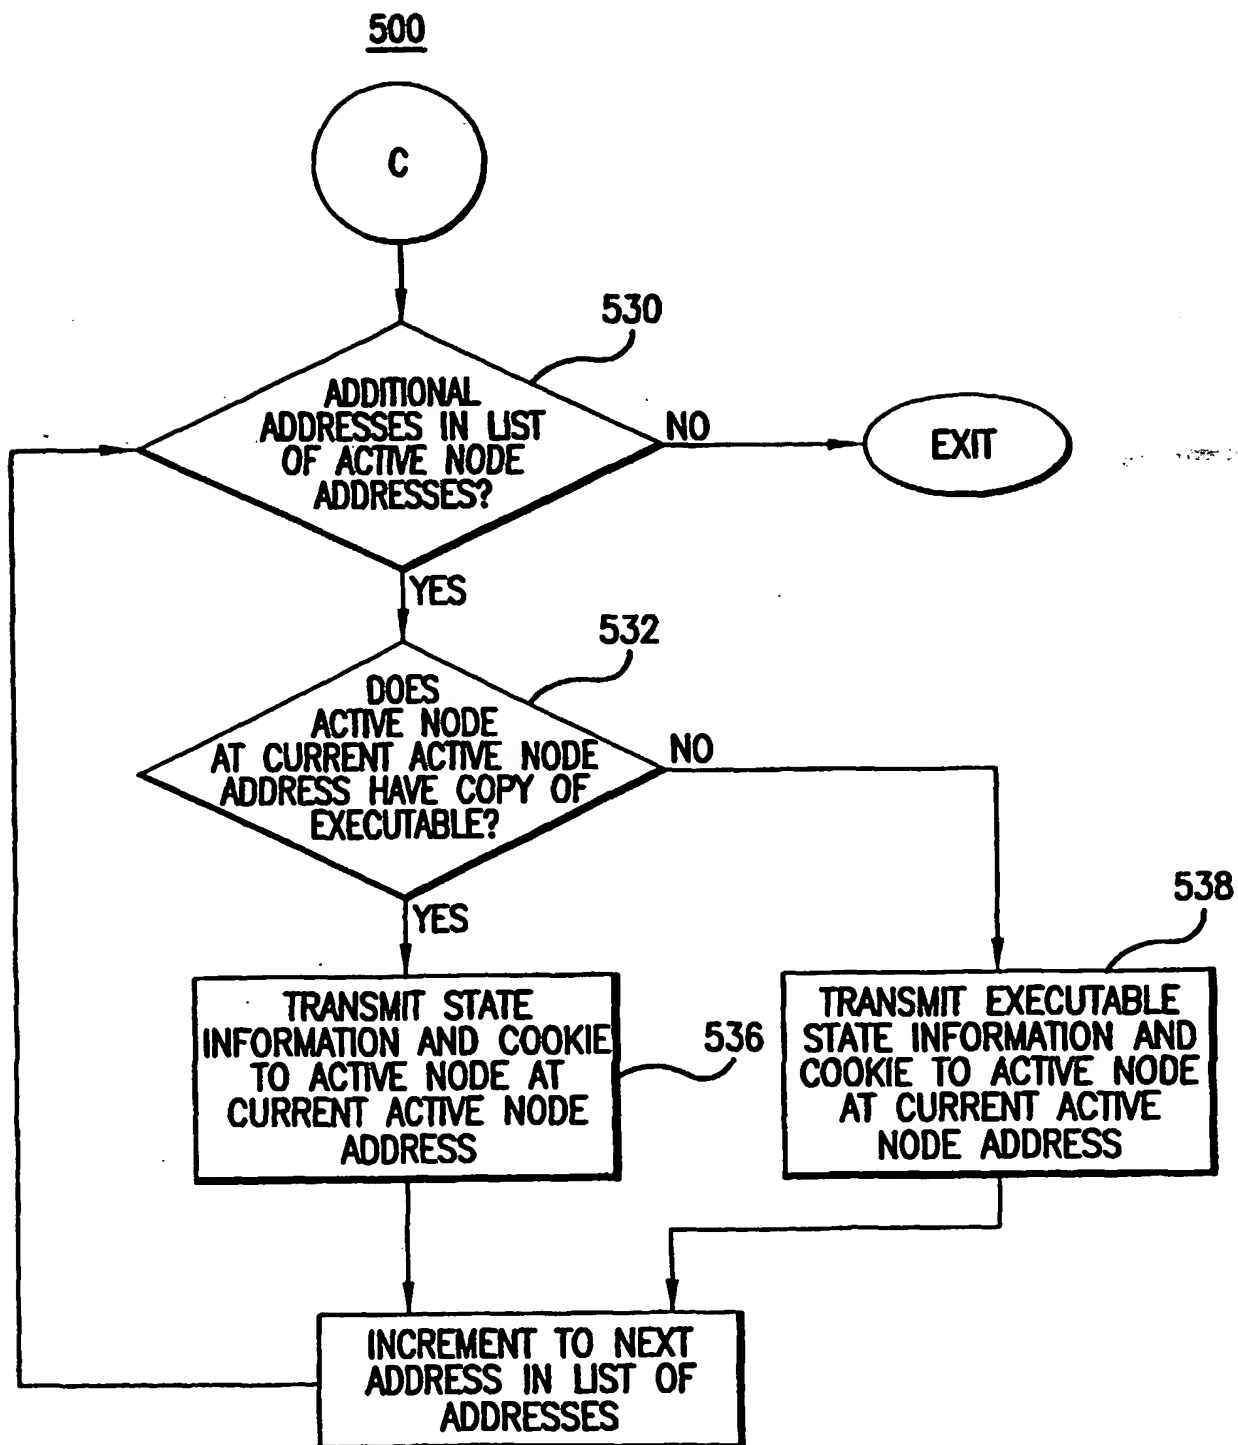 500
C
530
ADDITIONAL
ADDRESSES IN LIST
OF ACTIVE NODE
ADDRESSES?
NO
EXIT
YES
532
DOES
ACTIVE NODE
AT CURRENT ACTIVE NODE
ADDRESS HAVE COPY OF
EXECUTABLE?
NO
YES
538
TRANSMIT STATE
INFORMATION AND COOKIE
TO ACTIVE NODE AT
CURRENT ACTIVE NODE
ADDRESS
536
TRANSMIT EXECUTABLE
STATE INFORMATION AND
COOKIE TO ACTIVE NODE
AT CURRENT ACTIVE
NODE ADDRESS
INCREMENT TO NEXT
ADDRESS IN LIST OF
ADDRESSES